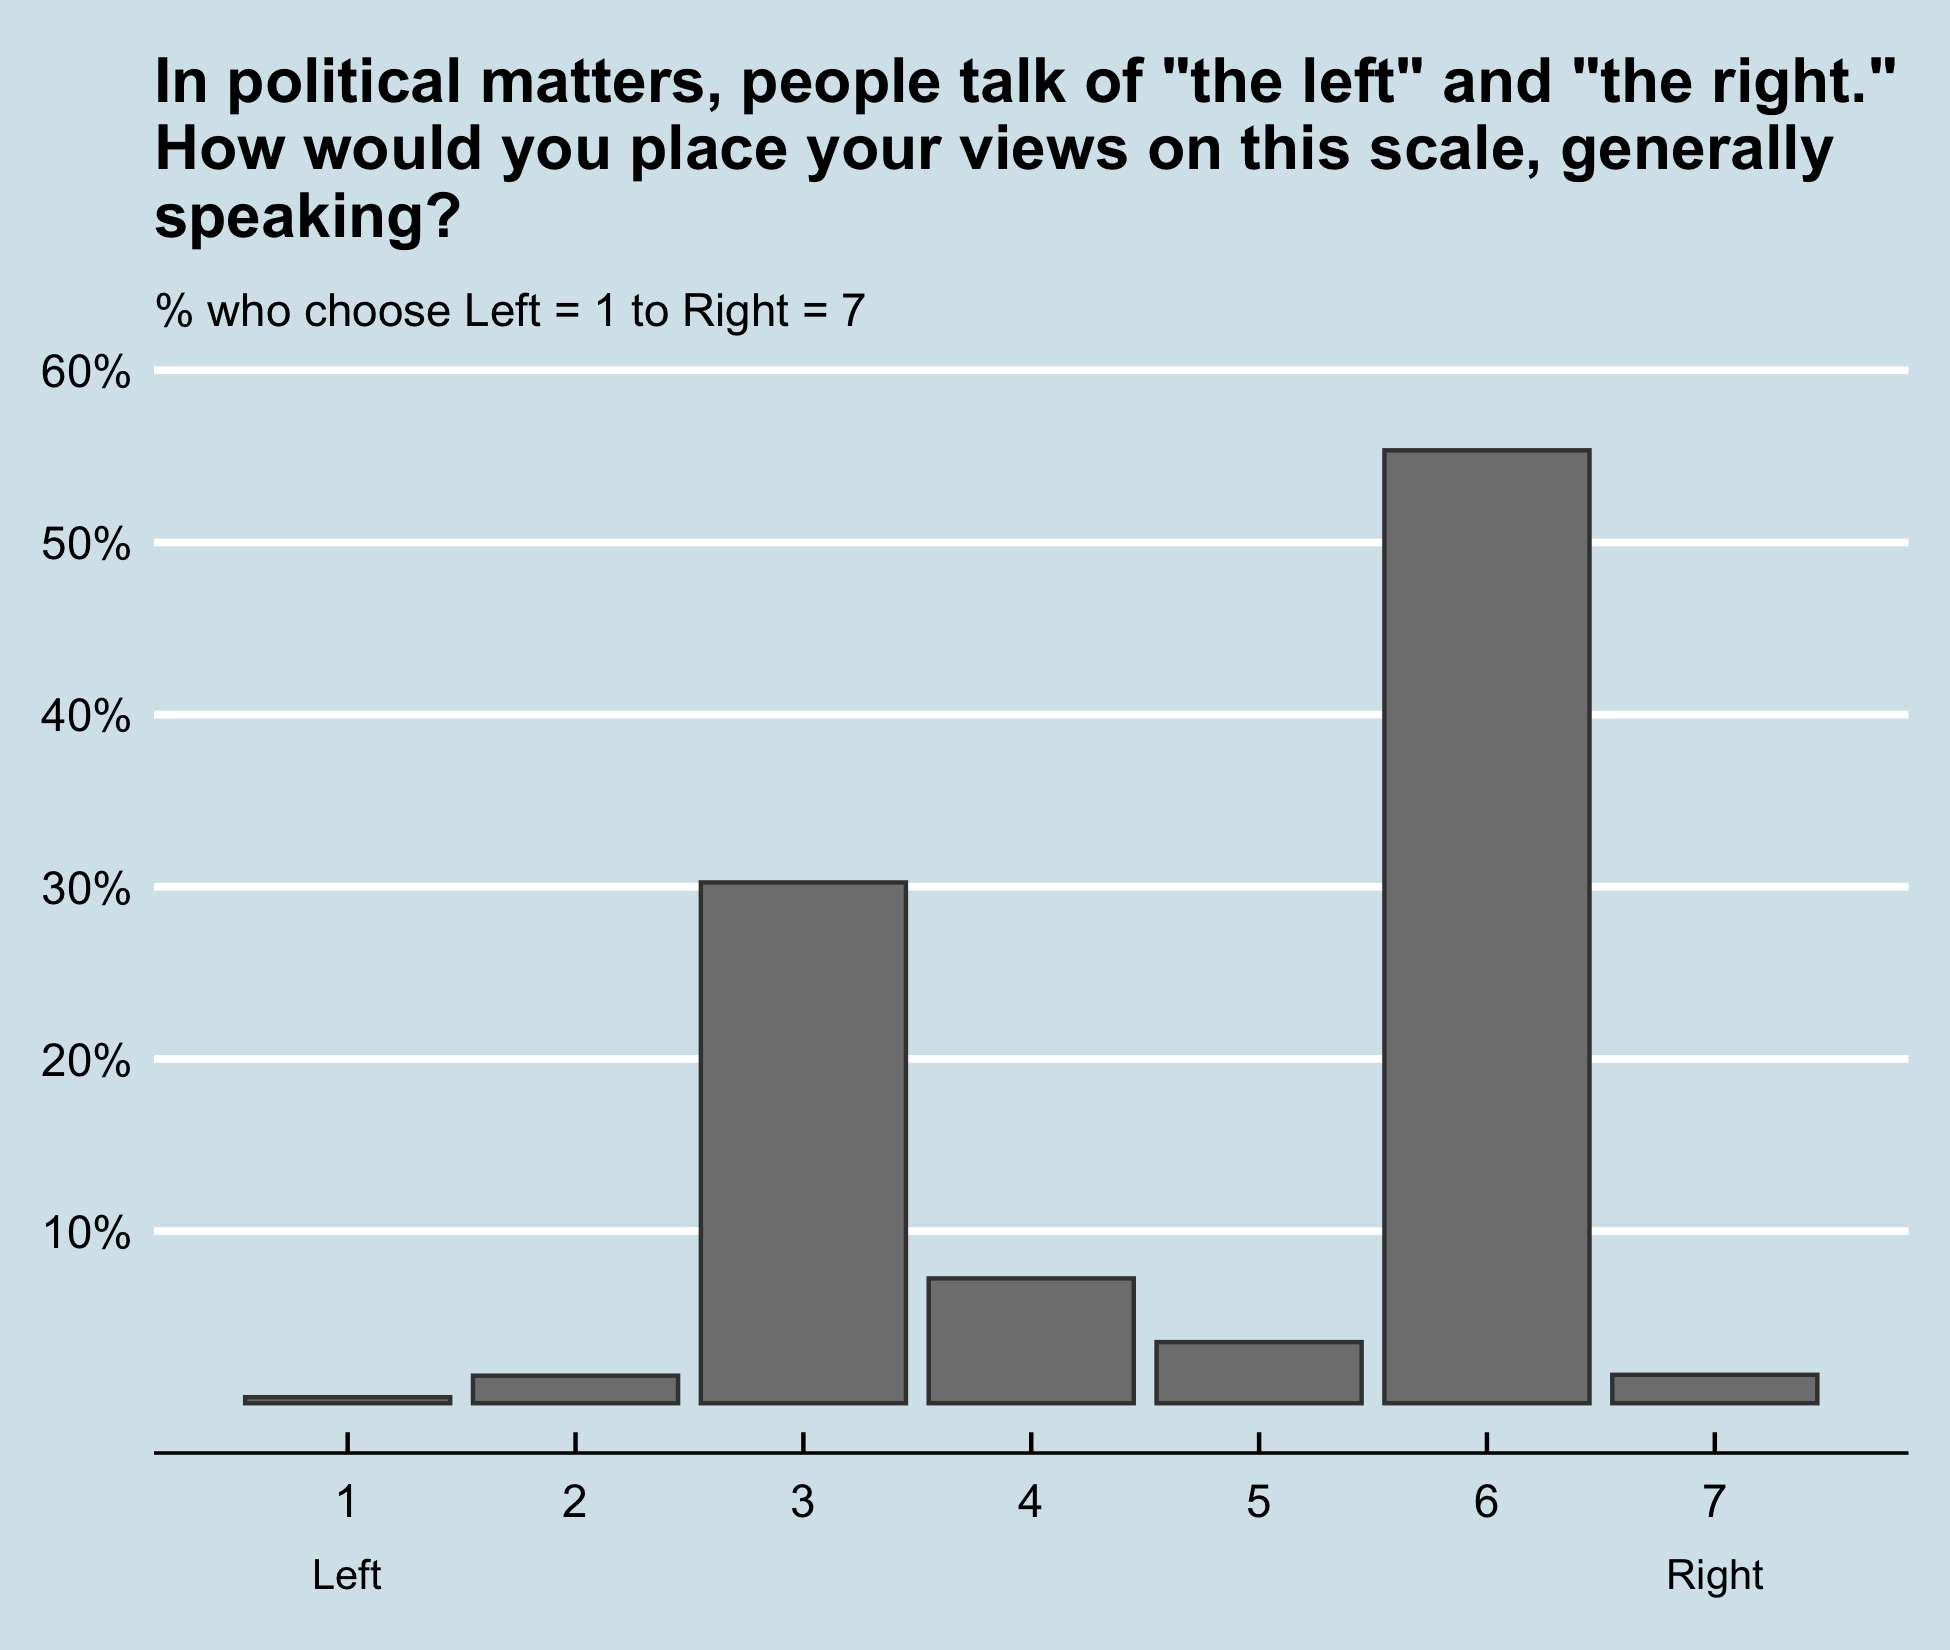 In political matters, people talk of "the left" and "the right."
How would you place your views on this scale, generally
speaking?
% who choose Left = 1 to Right = 7
60%
50%
40%
30%
20%
10%
1 2 3 4 5 6 7
Left Right